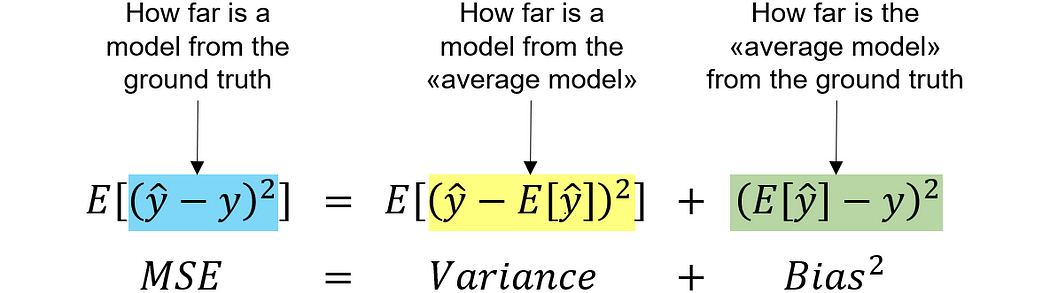 How far is a
model from the
ground truth
How far is a
model from the
«average model»
How far is the
«average model»
from the ground truth
E[(ŷ − y)²] = E[(ŷ − E[ŷ])²] + (E[ŷ] − y)²
MSE = Variance + Bias²